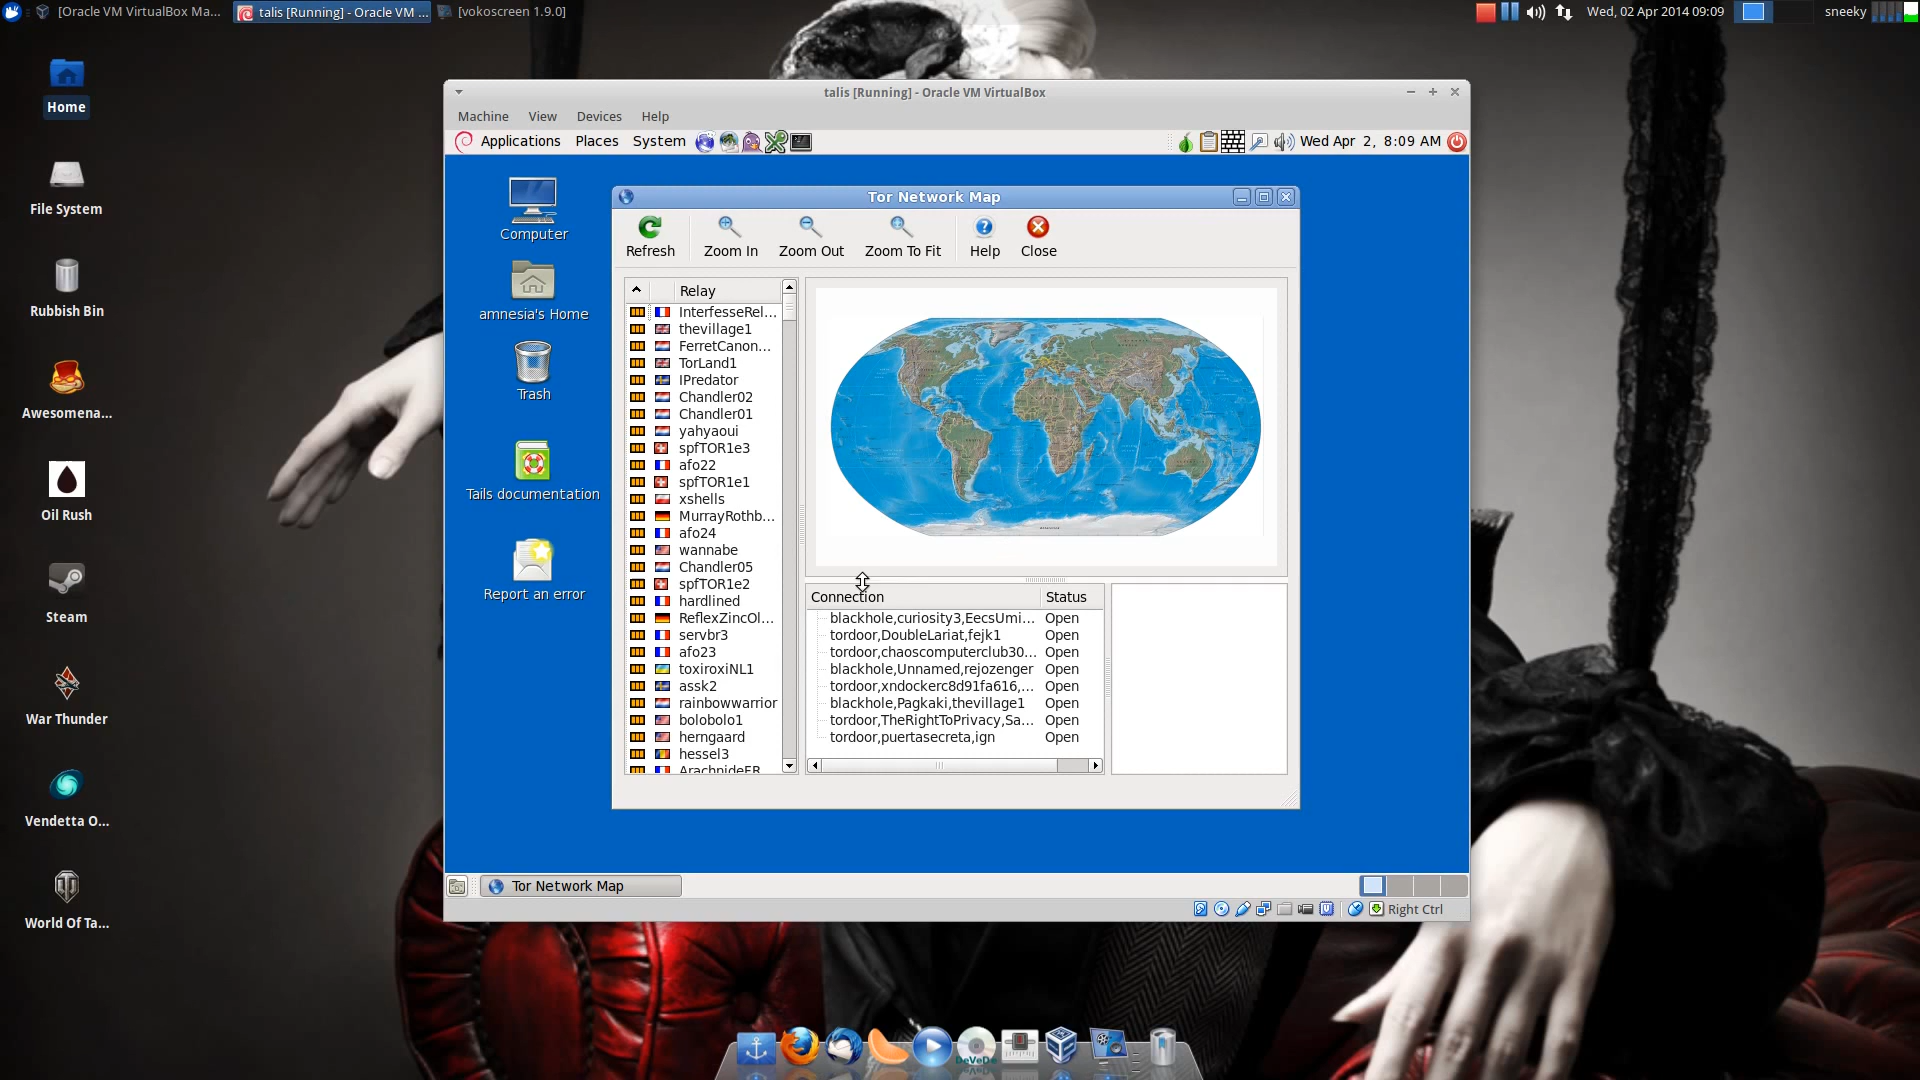 [Oracle VM VirtualBox Ma...
talis [Running] - Oracle VM ...
[vokoscreen 1.9.0]
Wed, 02 Apr 2014 09:09
sneeky
Home
File System
Rubbish Bin
Awesomena...
Oil Rush
Steam
War Thunder
Vendetta O...
World Of Ta...
talis [Running] - Oracle VM VirtualBox
Machine View Devices Help
Applications Places System
Wed Apr 2, 8:09 AM
Computer
amnesia's Home
Trash
Tails documentation
Report an error
Tor Network Map
Refresh Zoom In Zoom Out Zoom To Fit Help Close
Relay
InterfesseRel...
thevillage1
FerretCanon...
TorLand1
IPredator
Chandler02
Chandler01
yahyaoui
spfTOR1e3
afo22
spfTOR1e1
xshells
MurrayRothb...
afo24
wannabe
Chandler05
spfTOR1e2
hardlined
ReflexZincOl...
servbr3
afo23
toxiroxiNL1
assk2
rainbowwarrior
bolobolo1
herngaard
hessel3
ArachnideFR
Connection Status
blackhole,curiosity3,EecsUmi... Open
tordoor,DoubleLariat,fejk1 Open
tordoor,chaoscomputerclub30... Open
blackhole,Unnamed,rejozenger Open
tordoor,xndockerc8d91fa616,... Open
blackhole,Pagkaki,thevillage1 Open
tordoor,TheRightToPrivacy,Sa... Open
tordoor,puertasecreta,ign Open
Tor Network Map
Right Ctrl
DeVeDe